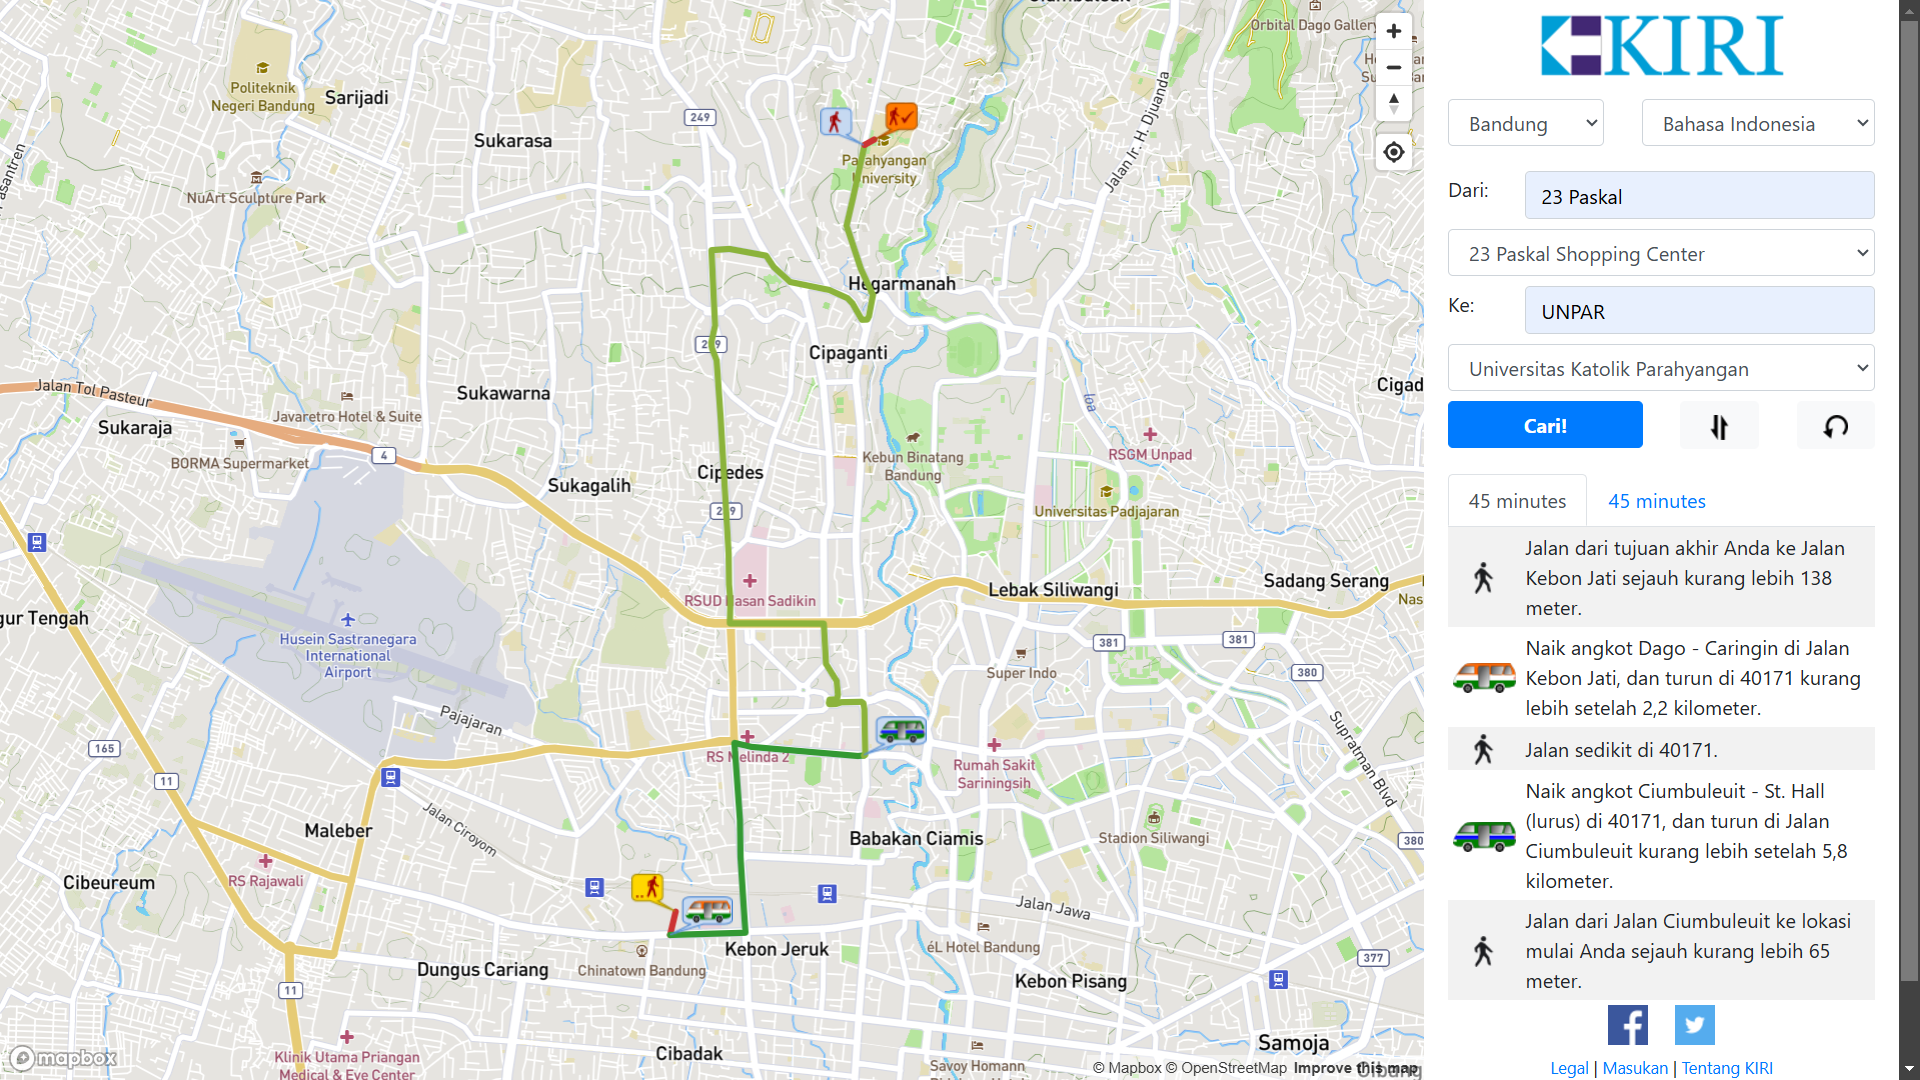 Orbital Dago Gallery
249
Politeknik
Negeri Bandung
Sarijadi
Sukarasa
Jalan Ir. H. Djuanda
Parahyangan
University
NuArt Sculpture Park
Hegarmanah
Cipaganti
Jalan Tol Pasteur
Sukawarna
Javaretro Hotel & Suite
Sukaraja
BORMA Supermarket
4
Cipedes
Sukagalih
Kebun Binatang
Bandung
RSGM Unpad
Universitas Padjajaran
Cigad
RSUD Hasan Sadikin
Lebak Siliwangi
Sadang Serang
Nas
gur Tengah
Husein Sastranegara
International
Airport
Super Indo
381
381
380
Pajajaran
165
11
RS Melinda 2
Rumah Sakit
Sariningsih
Supratman Blvd
Jalan Ciroyom
Maleber
Babakan Ciamis
Stadion Siliwangi
380
Cibeureum
RS Rajawali
Jalan Jawa
Kebon Jeruk
éL Hotel Bandung
Chinatown Bandung
Dungus Cariang
Kebon Pisang
377
11
Klinik Utama Priangan
Medical & Eye Center
Cibadak
Savoy Homann
Samoja
mapbox
© Mapbox © OpenStreetMap Improve this map
KIRI
Bandung
Bahasa Indonesia
Dari:
23 Paskal
23 Paskal Shopping Center
Ke:
UNPAR
Universitas Katolik Parahyangan
Cari!
45 minutes
45 minutes
Jalan dari tujuan akhir Anda ke Jalan
Kebon Jati sejauh kurang lebih 138
meter.
Naik angkot Dago - Caringin di Jalan
Kebon Jati, dan turun di 40171 kurang
lebih setelah 2,2 kilometer.
Jalan sedikit di 40171.
Naik angkot Ciumbuleuit - St. Hall
(lurus) di 40171, dan turun di Jalan
Ciumbuleuit kurang lebih setelah 5,8
kilometer.
Jalan dari Jalan Ciumbuleuit ke lokasi
mulai Anda sejauh kurang lebih 65
meter.
Legal | Masukan | Tentang KIRI